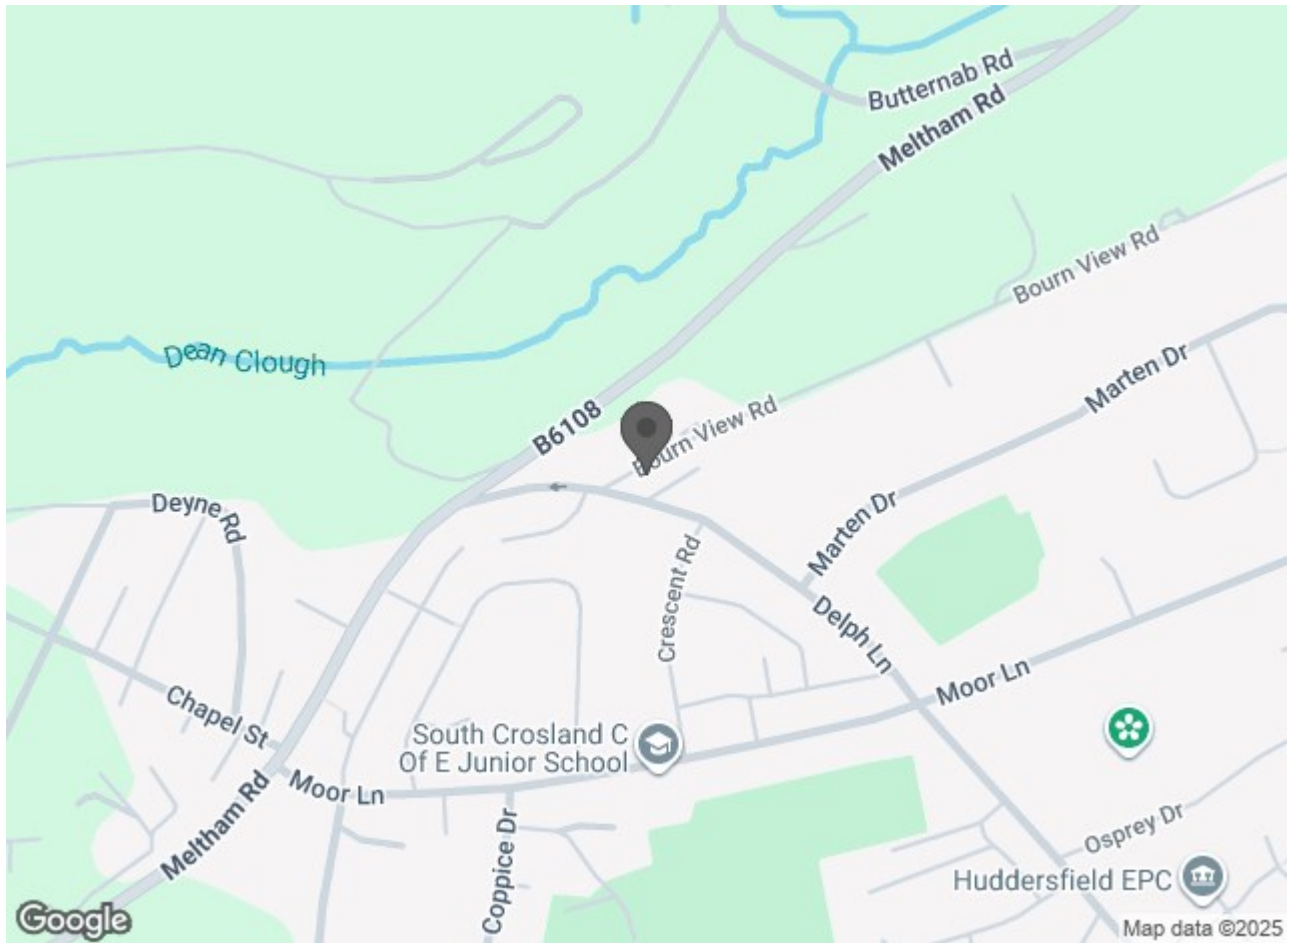 Butternab Rd
Meltham Rd
Bourn View Rd
Dean Clough
Marten Dr
B6108
Bourn View Rd
Deyne Rd
Marten Dr
Crescent Rd
Delph Ln
Moor Ln
Chapel St
South Crosland C
Of E Junior School
Moor Ln
Meltham Rd
Coppice Dr
Osprey Dr
Huddersfield EPC
Google
Map data ©2025